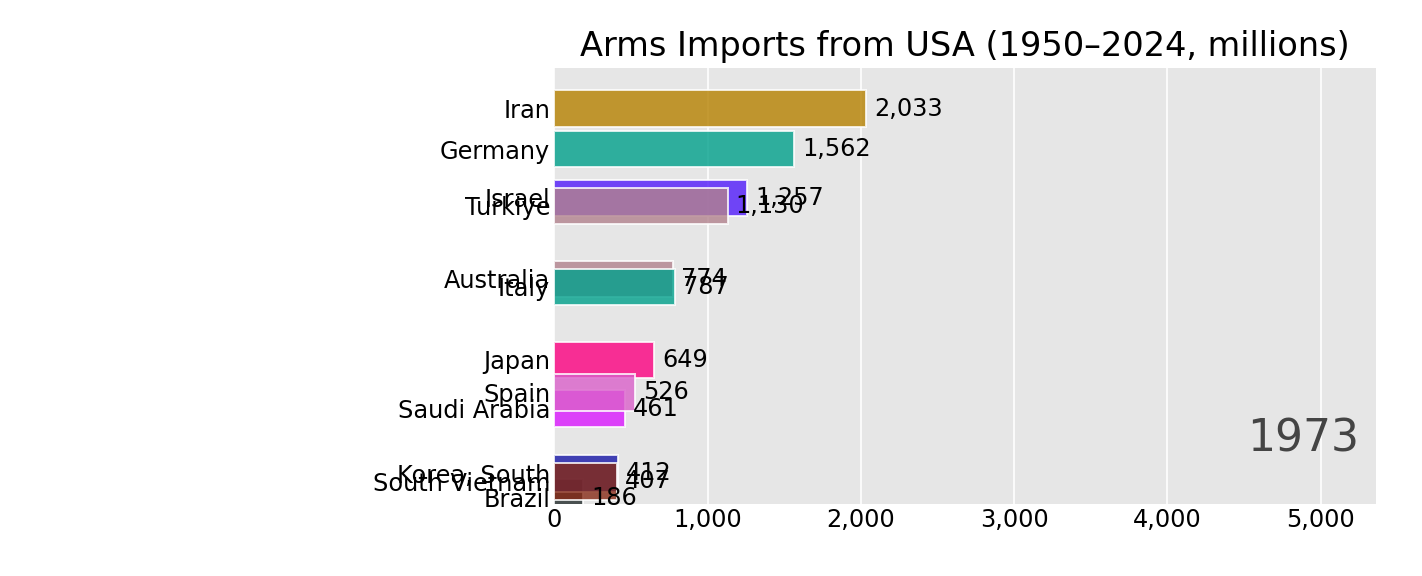 Arms Imports from USA (1950–2024, millions)
Iran 2,033
Germany 1,562
Israel 1,257
Türkiye 1,130
Australia 774
Italy 787
Japan 649
Spain 526
Saudi Arabia 461
Korea, South 412
South Vietnam 407
Brazil 186
1973
0 1,000 2,000 3,000 4,000 5,000